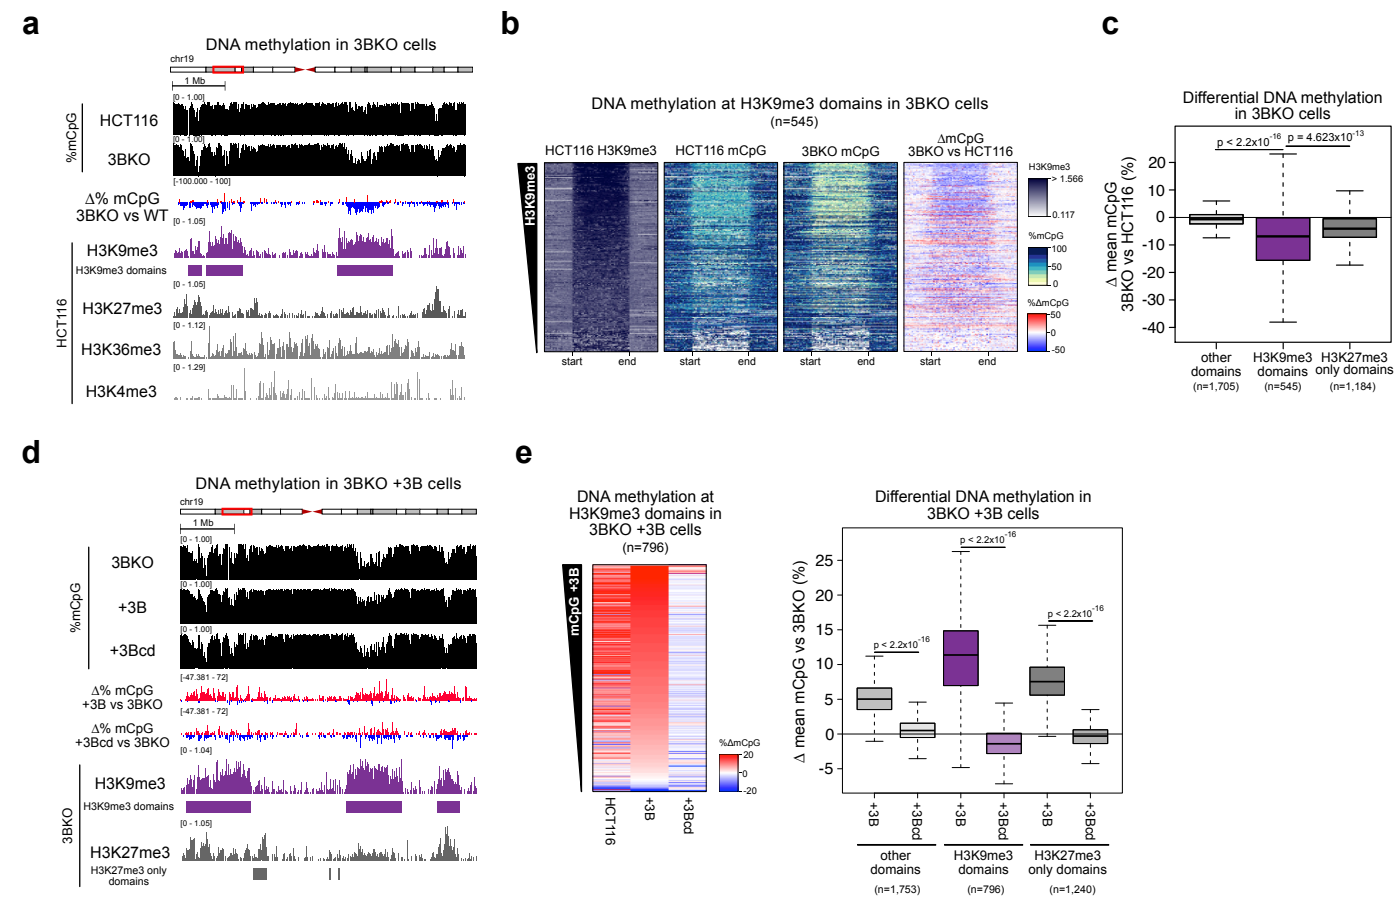 a
DNA methylation in 3BKO cells
chr19
1 Mb
%mCpG
[0 - 1.00]
HCT116
[0 - 1.00]
3BKO
[-100.000 - 100]
Δ% mCpG
3BKO vs WT
[0 - 1.05]
HCT116
H3K9me3
H3K9me3 domains
[0 - 1.05]
H3K27me3
[0 - 1.12]
H3K36me3
[0 - 1.29]
H3K4me3
b
DNA methylation at H3K9me3 domains in 3BKO cells
(n=545)
HCT116 H3K9me3
HCT116 mCpG
3BKO mCpG
ΔmCpG
3BKO vs HCT116
H3K9me3
start end
start end
start end
start end
H3K9me3
> 1.566
0.117
%mCpG
100
50
0
%ΔmCpG
50
0
-50
c
Differential DNA methylation
in 3BKO cells
p < 2.2x10-16
p = 4.623x10-13
Δ mean mCpG
3BKO vs HCT116 (%)
20
10
0
-10
-20
-30
-40
other
domains
(n=1,705)
H3K9me3
domains
(n=545)
H3K27me3
only domains
(n=1,184)
d
DNA methylation in 3BKO +3B cells
chr19
1 Mb
%mCpG
[0 - 1.00]
3BKO
[0 - 1.00]
+3B
[0 - 1.00]
+3Bcd
[-47.381 - 72]
Δ% mCpG
+3B vs 3BKO
[-47.381 - 72]
Δ% mCpG
+3Bcd vs 3BKO
[0 - 1.04]
3BKO
H3K9me3
H3K9me3 domains
[0 - 1.05]
H3K27me3
H3K27me3 only
domains
e
DNA methylation at
H3K9me3 domains in
3BKO +3B cells
(n=796)
mCpG +3B
HCT116
+3B
+3Bcd
%ΔmCpG
20
0
-20
Differential DNA methylation in
3BKO +3B cells
Δ mean mCpG vs 3BKO (%)
25
20
15
10
5
0
-5
p < 2.2x10-16
p < 2.2x10-16
p < 2.2x10-16
+3B
+3Bcd
+3B
+3Bcd
+3B
+3Bcd
other
domains
(n=1,753)
H3K9me3
domains
(n=796)
H3K27me3
only domains
(n=1,240)